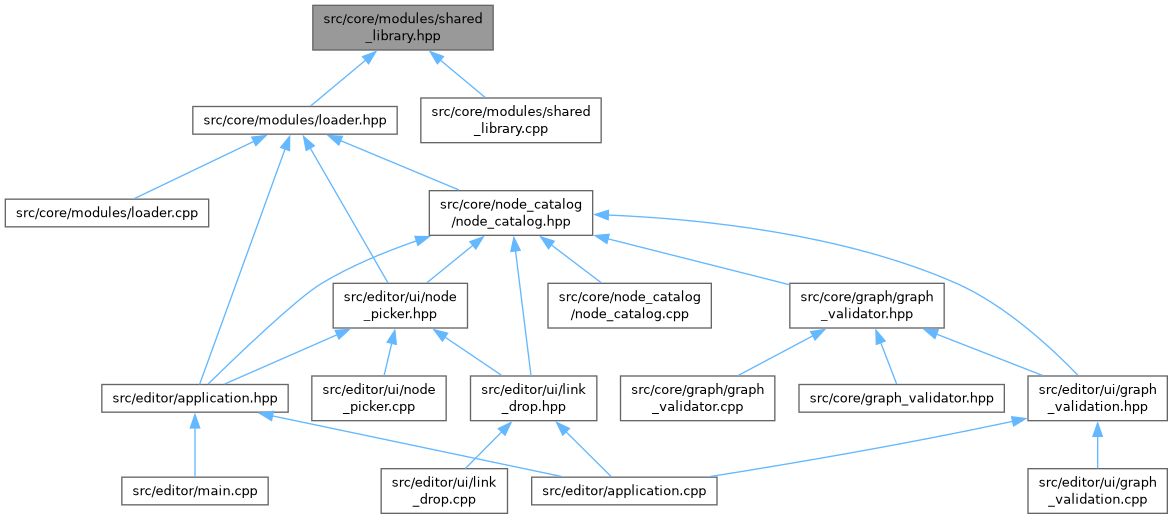 src/core/modules/shared
_library.hpp
src/core/modules/loader.hpp
src/core/modules/shared
_library.cpp
src/core/modules/loader.cpp
src/core/node_catalog
/node_catalog.hpp
src/editor/ui/node
_picker.hpp
src/core/node_catalog
/node_catalog.cpp
src/core/graph/graph
_validator.hpp
src/editor/application.hpp
src/editor/ui/node
_picker.cpp
src/editor/ui/link
_drop.hpp
src/core/graph/graph
_validator.cpp
src/core/graph_validator.hpp
src/editor/ui/graph
_validation.hpp
src/editor/main.cpp
src/editor/ui/link
_drop.cpp
src/editor/application.cpp
src/editor/ui/graph
_validation.cpp